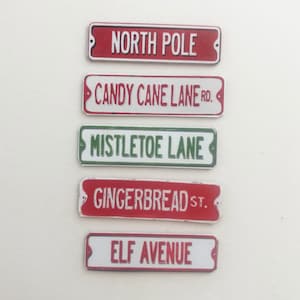 NORTH POLE
CANDY CANE LANE RD.
MISTLETOE LANE
GINGERBREAD ST.
ELF AVENUE